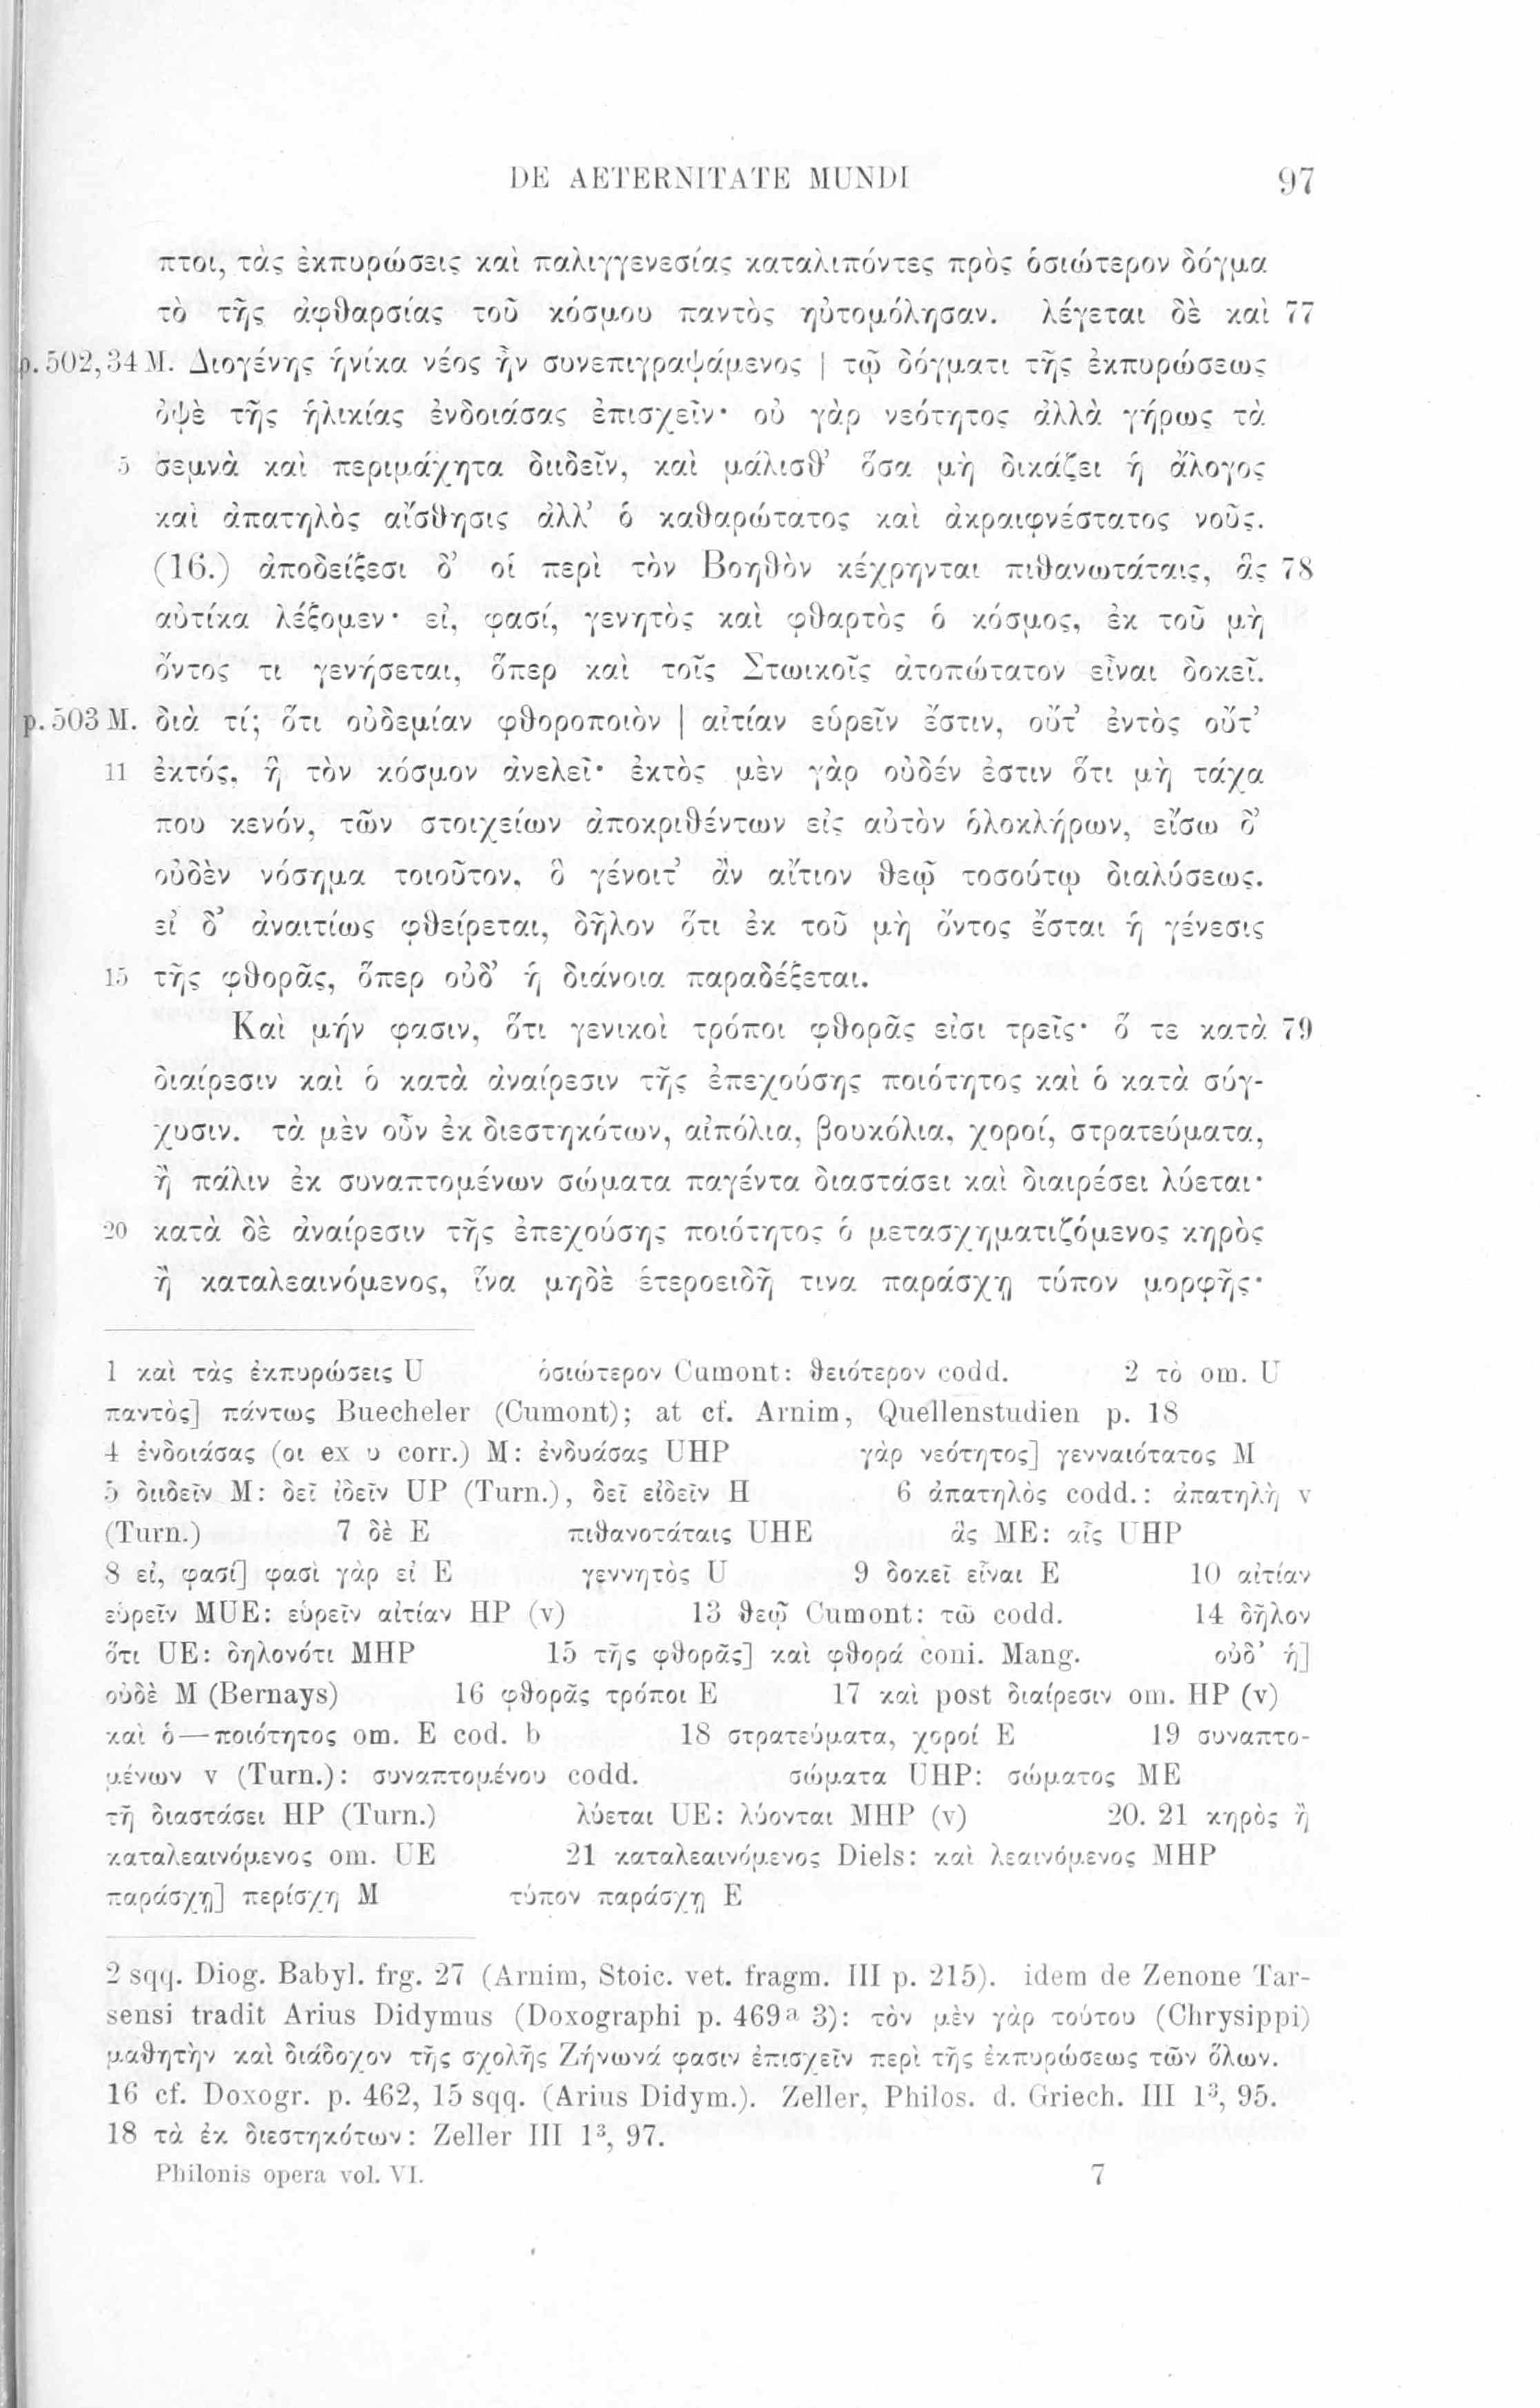 DE AETERNITATE MUNDI 97
πτοι, τὰς ἐκπυρώσεις καὶ παλιγγενεσίας καταλιπόντες πρὸς ὁσιώτερον δόγμα
τὸ τῆς ἀφθαρσίας τοῦ κόσμου παντὸς ηὐτομόλησαν. λέγεται δὲ καὶ 77
p.502,34 M. Διογένης ἡνίκα νέος ἦν συνεπιγραψάμενος | τῷ δόγματι τῆς ἐκπυρώσεως
ὀψὲ τῆς ἡλικίας ἐνδοιάσας ἐπισχεῖν· οὐ γὰρ νεότητος ἀλλὰ γήρως τὰ
5 σεμνὰ καὶ περιμάχητα διιδεῖν, καὶ μάλισθ’ ὅσα μὴ δικάζει ἡ ἄλογος
καὶ ἀπατηλὸς αἴσθησις ἀλλ’ ὁ καθαρώτατος καὶ ἀκραιφνέστατος νοῦς.
(16.) ἀποδείξεσι δ’ οἱ περὶ τὸν Βοηθὸν κέχρηνται πιθανωτάταις, ἃς 78
αὐτίκα λέξομεν· εἰ, φασί, γενητὸς καὶ φθαρτὸς ὁ κόσμος, ἐκ τοῦ μὴ
ὄντος τι γενήσεται, ὅπερ καὶ τοῖς Στωικοῖς ἀτοπώτατον εἶναι δοκεῖ.
p.503 M. διὰ τί; ὅτι οὐδεμίαν φθοροποιὸν | αἰτίαν εὑρεῖν ἔστιν, οὔτ’ ἐντὸς οὔτ’
11 ἐκτός, ἣ τὸν κόσμον ἀνελεῖ· ἐκτὸς μὲν γὰρ οὐδέν ἐστιν ὅτι μὴ τάχα
που κενόν, τῶν στοιχείων ἀποκριθέντων εἰς αὐτὸν ὁλοκλήρων, εἴσω δ’
οὐδὲν νόσημα τοιοῦτον, ὃ γένοιτ’ ἂν αἴτιον θεῷ τοσούτῳ διαλύσεως.
εἰ δ’ ἀναιτίως φθείρεται, δῆλον ὅτι ἐκ τοῦ μὴ ὄντος ἔσται ἡ γένεσις
15 τῆς φθορᾶς, ὅπερ οὐδ’ ἡ διάνοια παραδέξεται.
Καὶ μήν φασιν, ὅτι γενικοὶ τρόποι φθορᾶς εἰσι τρεῖς· ὅ τε κατὰ 79
διαίρεσιν καὶ ὁ κατὰ ἀναίρεσιν τῆς ἐπεχούσης ποιότητος καὶ ὁ κατὰ σύγ-
χυσιν. τὰ μὲν οὖν ἐκ διεστηκότων, αἰπόλια, βουκόλια, χοροί, στρατεύματα,
ἢ πάλιν ἐκ συναπτομένων σώματα παγέντα διαστάσει καὶ διαιρέσει λύεται·
20 κατὰ δὲ ἀναίρεσιν τῆς ἐπεχούσης ποιότητος ὁ μετασχηματιζόμενος κηρὸς
ἢ καταλεαινόμενος, ἵνα μηδὲ ἑτεροειδῆ τινα παράσχῃ τύπον μορφῆς·
1 καὶ τὰς ἐκπυρώσεις U ὁσιώτερον Cumont: θειότερον codd. 2 τὸ om. U
παντὸς] πάντως Buecheler (Cumont); at cf. Arnim, Quellenstudien p. 18
4 ἐνδοιάσας (οι ex υ corr.) M: ἐνδυάσας UHP γὰρ νεότητος] γενναιότατος M
5 διιδεῖν M: δεῖ ἰδεῖν UP (Turn.), δεῖ εἰδεῖν H 6 ἀπατηλὸς codd.: ἀπατηλὴ v
(Turn.) 7 δὲ E πιθανοτάταις UHE ἃς ME: αἷς UHP
8 εἰ, φασί] φασὶ γὰρ εἰ E γεννητὸς U 9 δοκεῖ εἶναι E 10 αἰτίαν
εὑρεῖν MUE: εὑρεῖν αἰτίαν HP (v) 13 θεῷ Cumont: τῶ codd. 14 δῆλον
ὅτι UE: δηλονότι MHP 15 τῆς φθορᾶς] καὶ φθορά coni. Mang. οὐδ’ ἡ]
οὐδὲ M (Bernays) 16 φθορᾶς τρόποι E 17 καὶ post διαίρεσιν om. HP (v)
καὶ ὁ—ποιότητος om. E cod. b 18 στρατεύματα, χοροί E 19 συναπτο-
μένων v (Turn.): συναπτομένου codd. σώματα UHP: σώματος ME
τῇ διαστάσει HP (Turn.) λύεται UE: λύονται MHP (v) 20. 21 κηρὸς ἢ
καταλεαινόμενος om. UE 21 καταλεαινόμενος Diels: καὶ λεαινόμενος MHP
παράσχῃ] περίσχη M τύπον παράσχῃ E
2 sqq. Diog. Babyl. frg. 27 (Arnim, Stoic. vet. fragm. III p. 215). idem de Zenone Tar-
sensi tradit Arius Didymus (Doxographi p. 469ᵃ 3): τὸν μὲν γὰρ τούτου (Chrysippi)
μαθητὴν καὶ διάδοχον τῆς σχολῆς Ζήνωνά φασιν ἐπισχεῖν περὶ τῆς ἐκπυρώσεως τῶν ὅλων.
16 cf. Doxogr. p. 462, 15 sqq. (Arius Didym.). Zeller, Philos. d. Griech. III 1³, 95.
18 τὰ ἐκ διεστηκότων: Zeller III 1³, 97.
Philonis opera vol. VI. 7